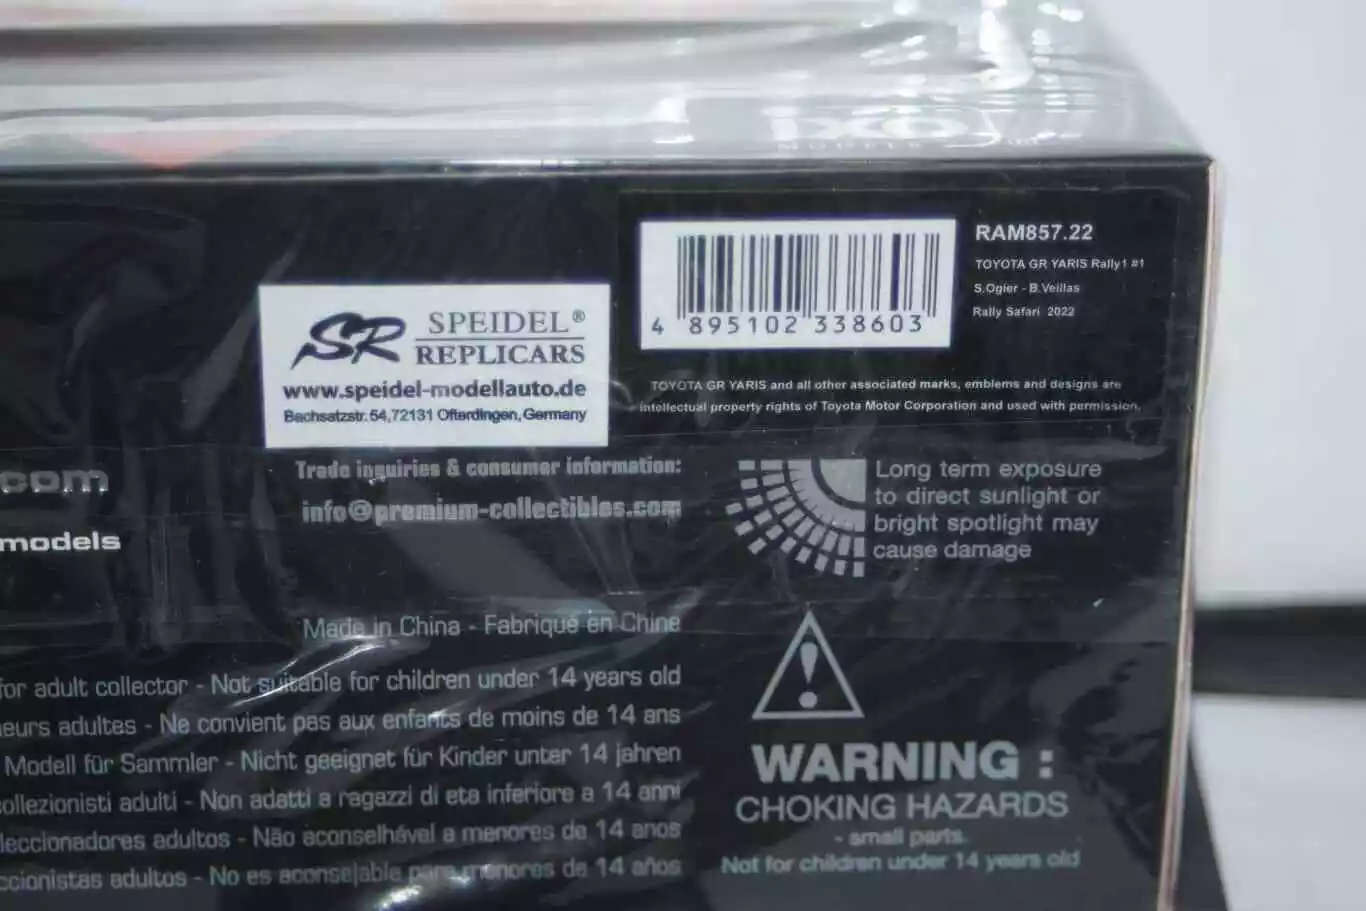 ixo
MODELS
RAM857.22
TOYOTA GR YARIS Rally1 #1
S.Ogier - B.Veillas
Rally Safari 2022
4 895102 338603
SR SPEIDEL®
REPLICARS
www.speidel-modellauto.de
Bachsatzstr. 54, 72131 Ofterdingen, Germany
TOYOTA GR YARIS and all other associated marks, emblems and designs are
intellectual property rights of Toyota Motor Corporation and used with permission.
.com
models
Trade inquiries & consumer information:
info@premium-collectibles.com
Long term exposure
to direct sunlight or
bright spotlight may
cause damage
Made in China - Fabriqué en Chine
for adult collector - Not suitable for children under 14 years old
eurs adultes - Ne convient pas aux enfants de moins de 14 ans
Modell für Sammler - Nicht geeignet für Kinder unter 14 jahren
ollezionisti adulti - Non adatti a ragazzi di eta inferiore a 14 anni
leccionadores adultos - Não aconselhável a menores de 14 anos
ccionistas adultos - No es aconsejable para menores de 14 años
WARNING :
CHOKING HAZARDS
- small parts.
Not for children under 14 years old